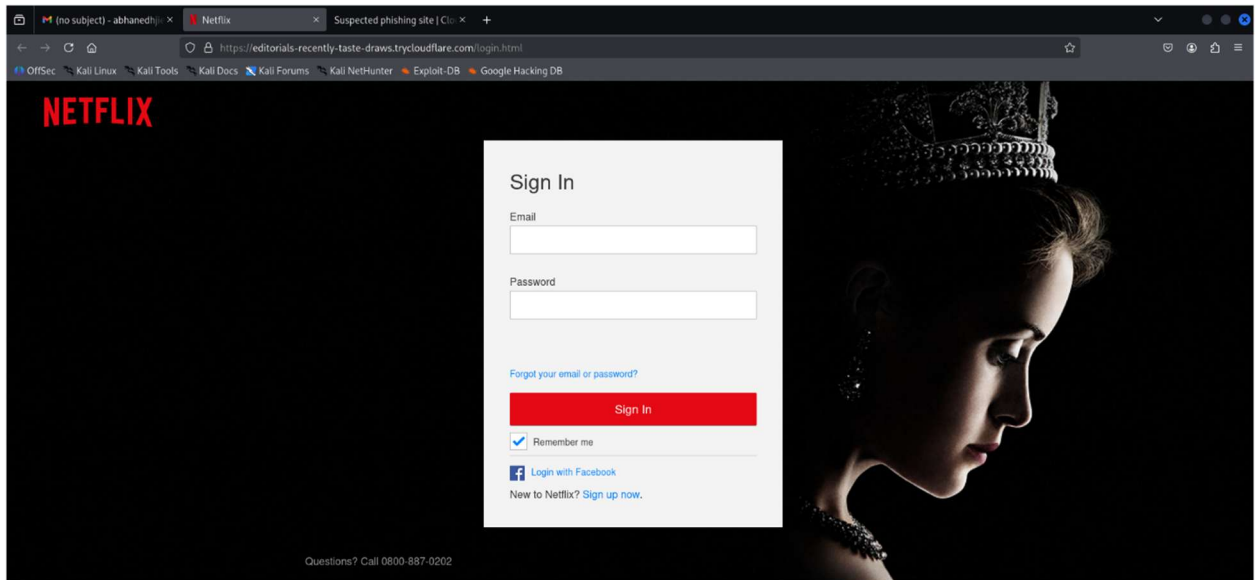 (no subject) - abhanedhji
Netflix
Suspected phishing site | Clo
https://editorials-recently-taste-draws.trycloudflare.com/login.html
OffSec Kali Linux Kali Tools Kali Docs Kali Forums Kali NetHunter Exploit-DB Google Hacking DB
NETFLIX
Sign In
Email
Password
Forgot your email or password?
Sign In
Remember me
Login with Facebook
New to Netflix? Sign up now.
Questions? Call 0800-887-0202